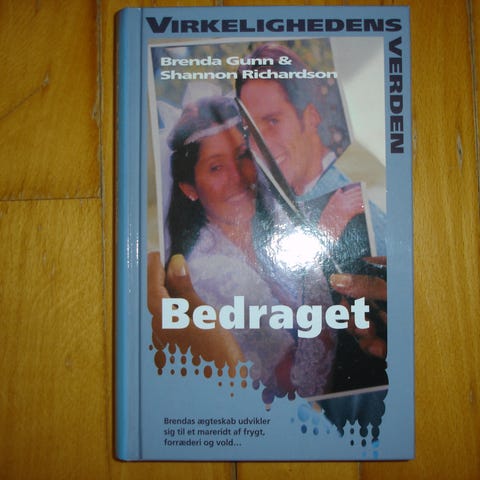 VIRKELIGHEDENS
VERDEN
Brenda Gunn &
Shannon Richardson
Bedraget
Brendas ægteskab udvikler
sig til et mareridt af frygt,
forræderi og vold...